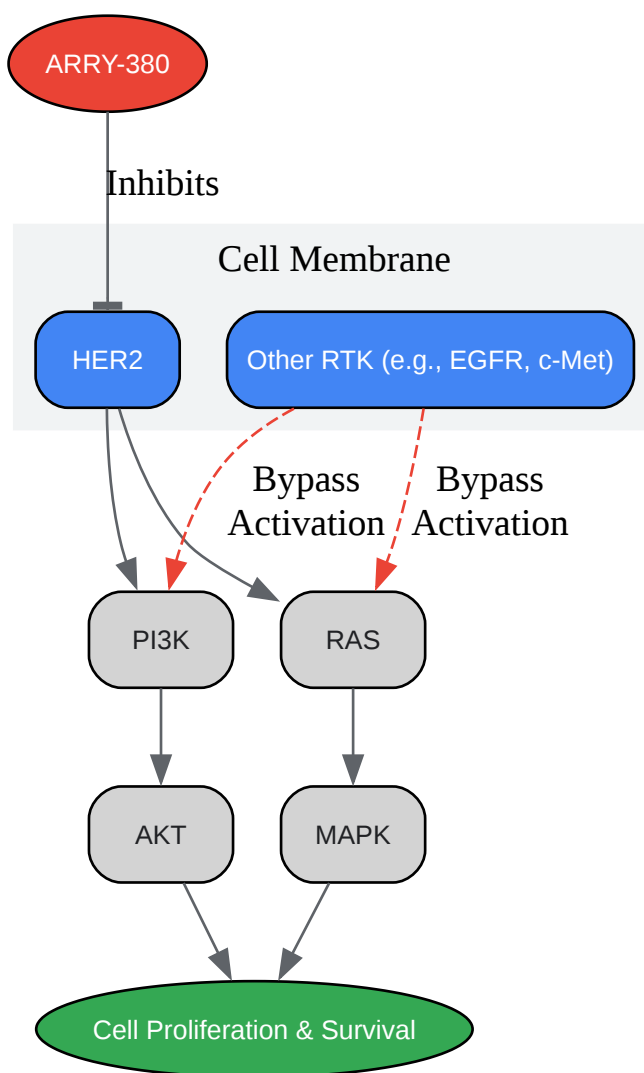 ARRY-380
Inhibits
Cell Membrane
HER2
Other RTK (e.g., EGFR, c-Met)
Bypass
Activation
Bypass
Activation
PI3K
RAS
AKT
MAPK
Cell Proliferation & Survival